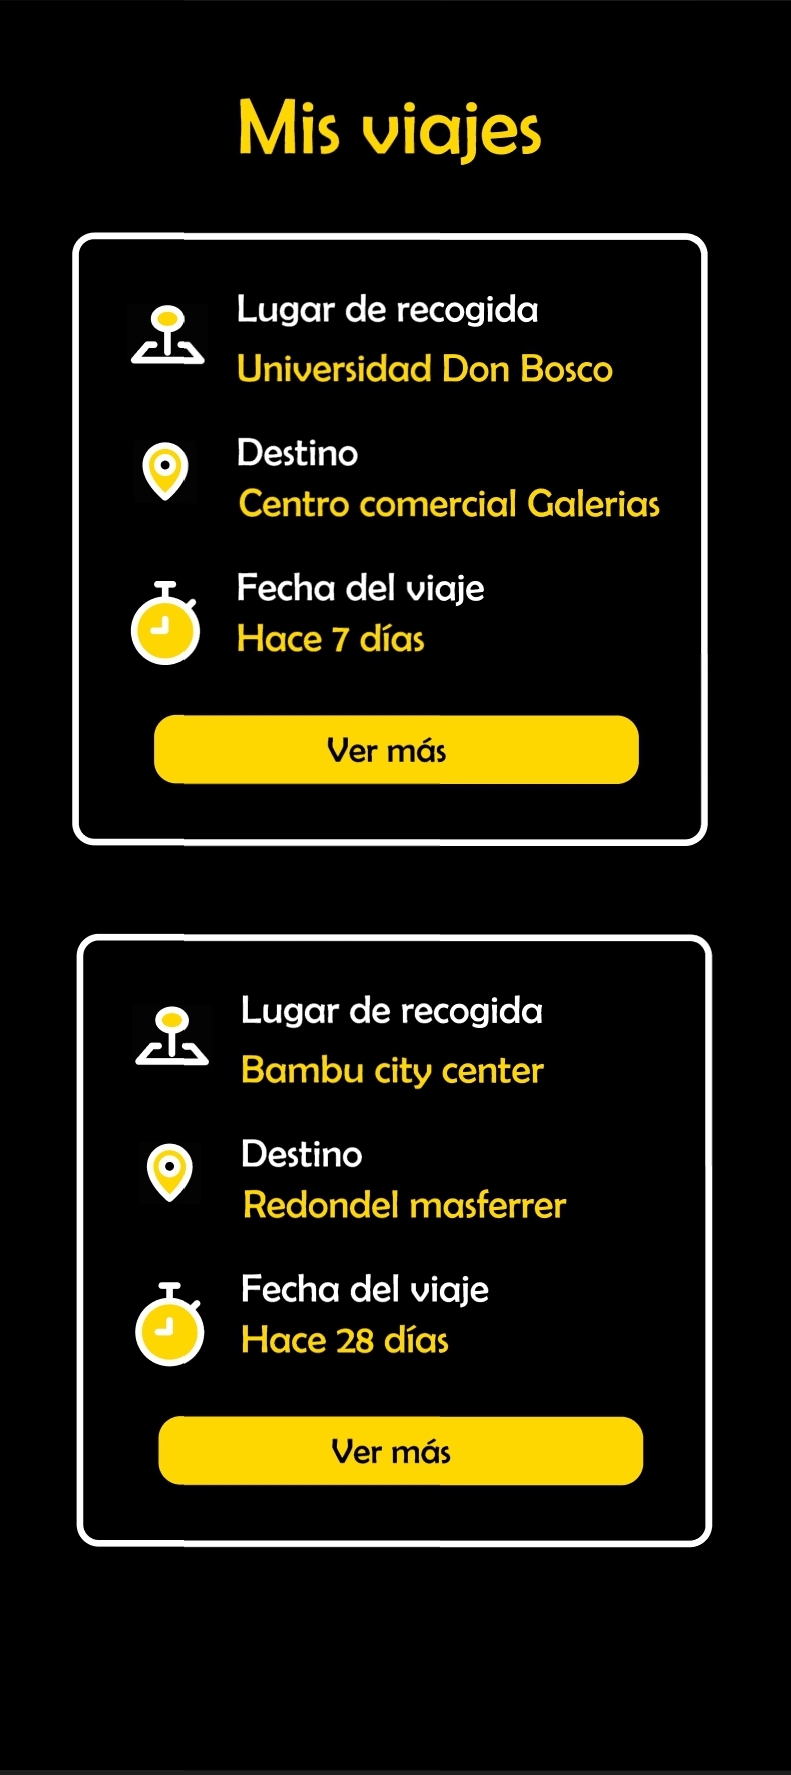 Mis viajes
Lugar de recogida
Universidad Don Bosco
Destino
Centro comercial Galerias
Fecha del viaje
Hace 7 días
Ver más
Lugar de recogida
Bambu city center
Destino
Redondel masferrer
Fecha del viaje
Hace 28 días
Ver más